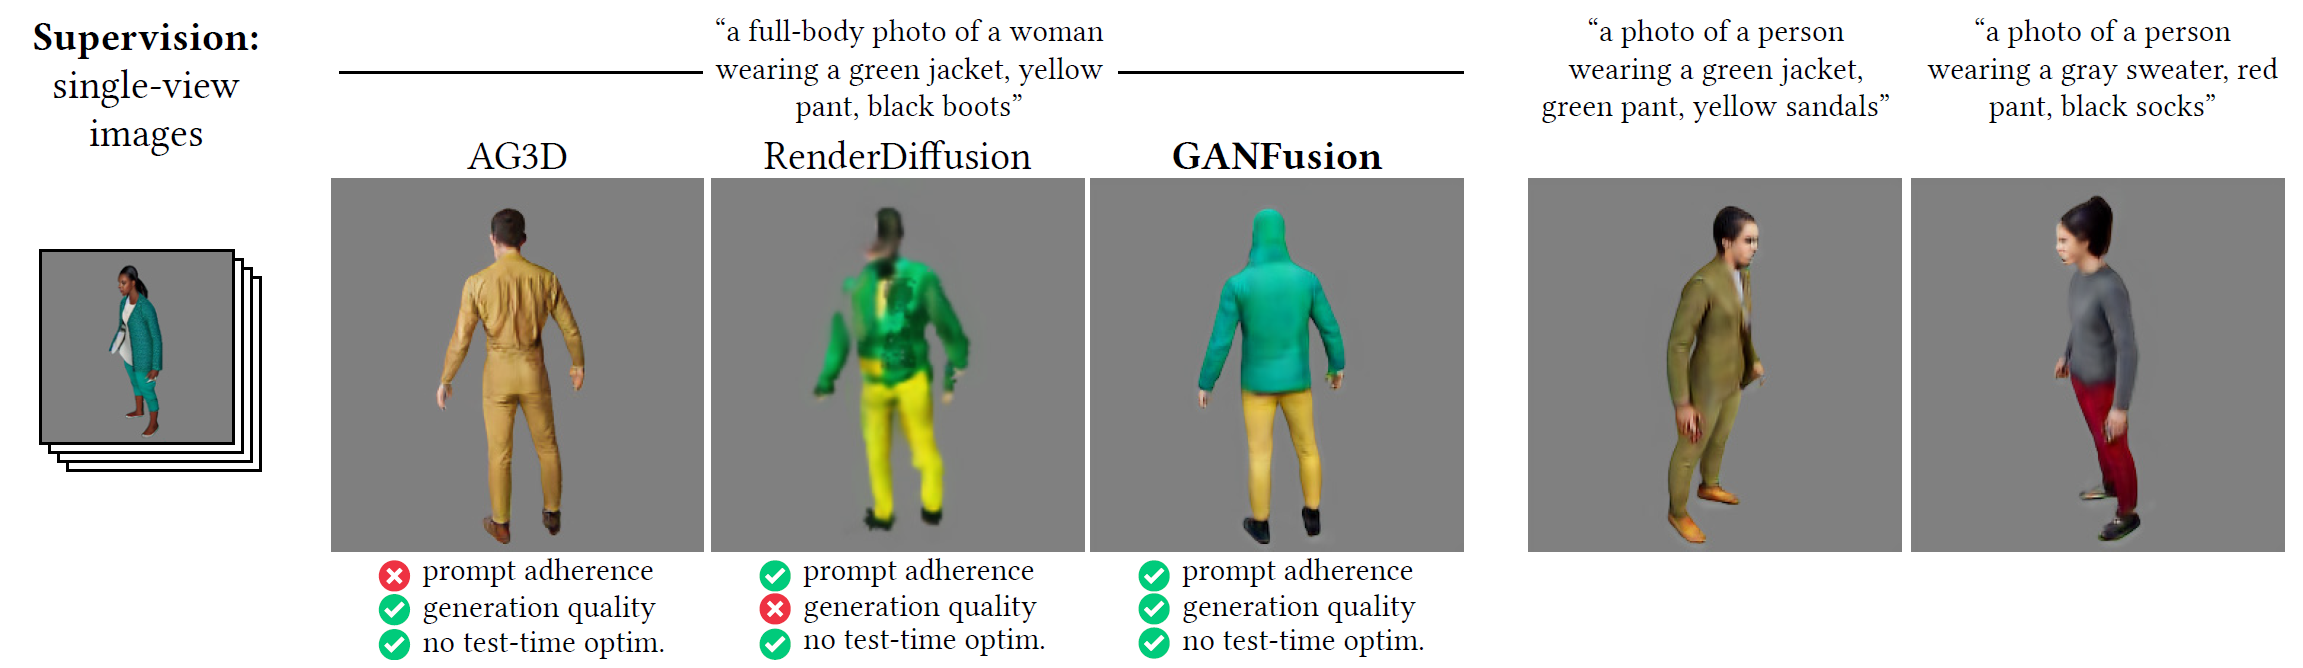 Supervision:
single-view
images
“a full-body photo of a woman
wearing a green jacket, yellow
pant, black boots”
“a photo of a person
wearing a green jacket,
green pant, yellow sandals”
“a photo of a person
wearing a gray sweater, red
pant, black socks”
AG3D
RenderDiffusion
GANFusion
prompt adherence
generation quality
no test-time optim.
prompt adherence
generation quality
no test-time optim.
prompt adherence
generation quality
no test-time optim.